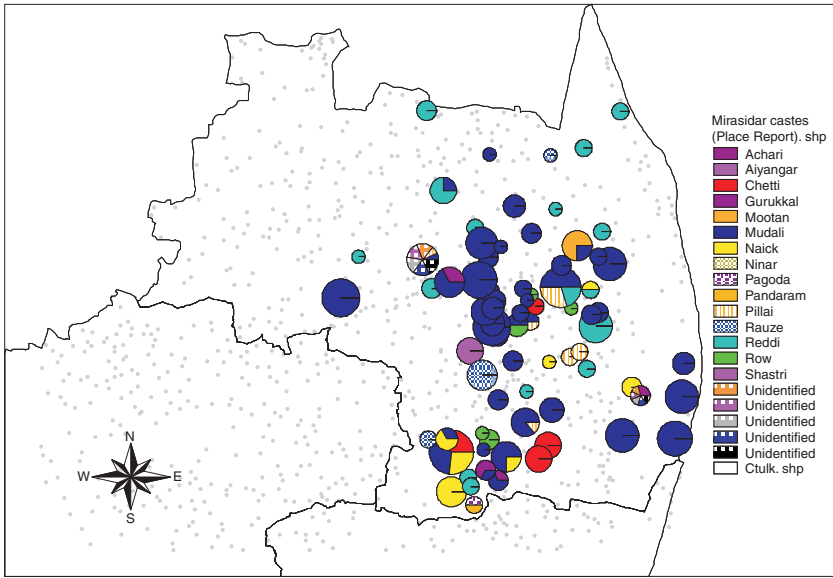 Mirasidar castes
(Place Report). shp
Achari
Aiyangar
Chetti
Gurukkal
Mootan
Mudali
Naick
Ninar
Pagoda
Pandaram
Pillai
Rauze
Reddi
Row
Shastri
Unidentified
Unidentified
Unidentified
Unidentified
Unidentified
Ctulk. shp
N
W
E
S